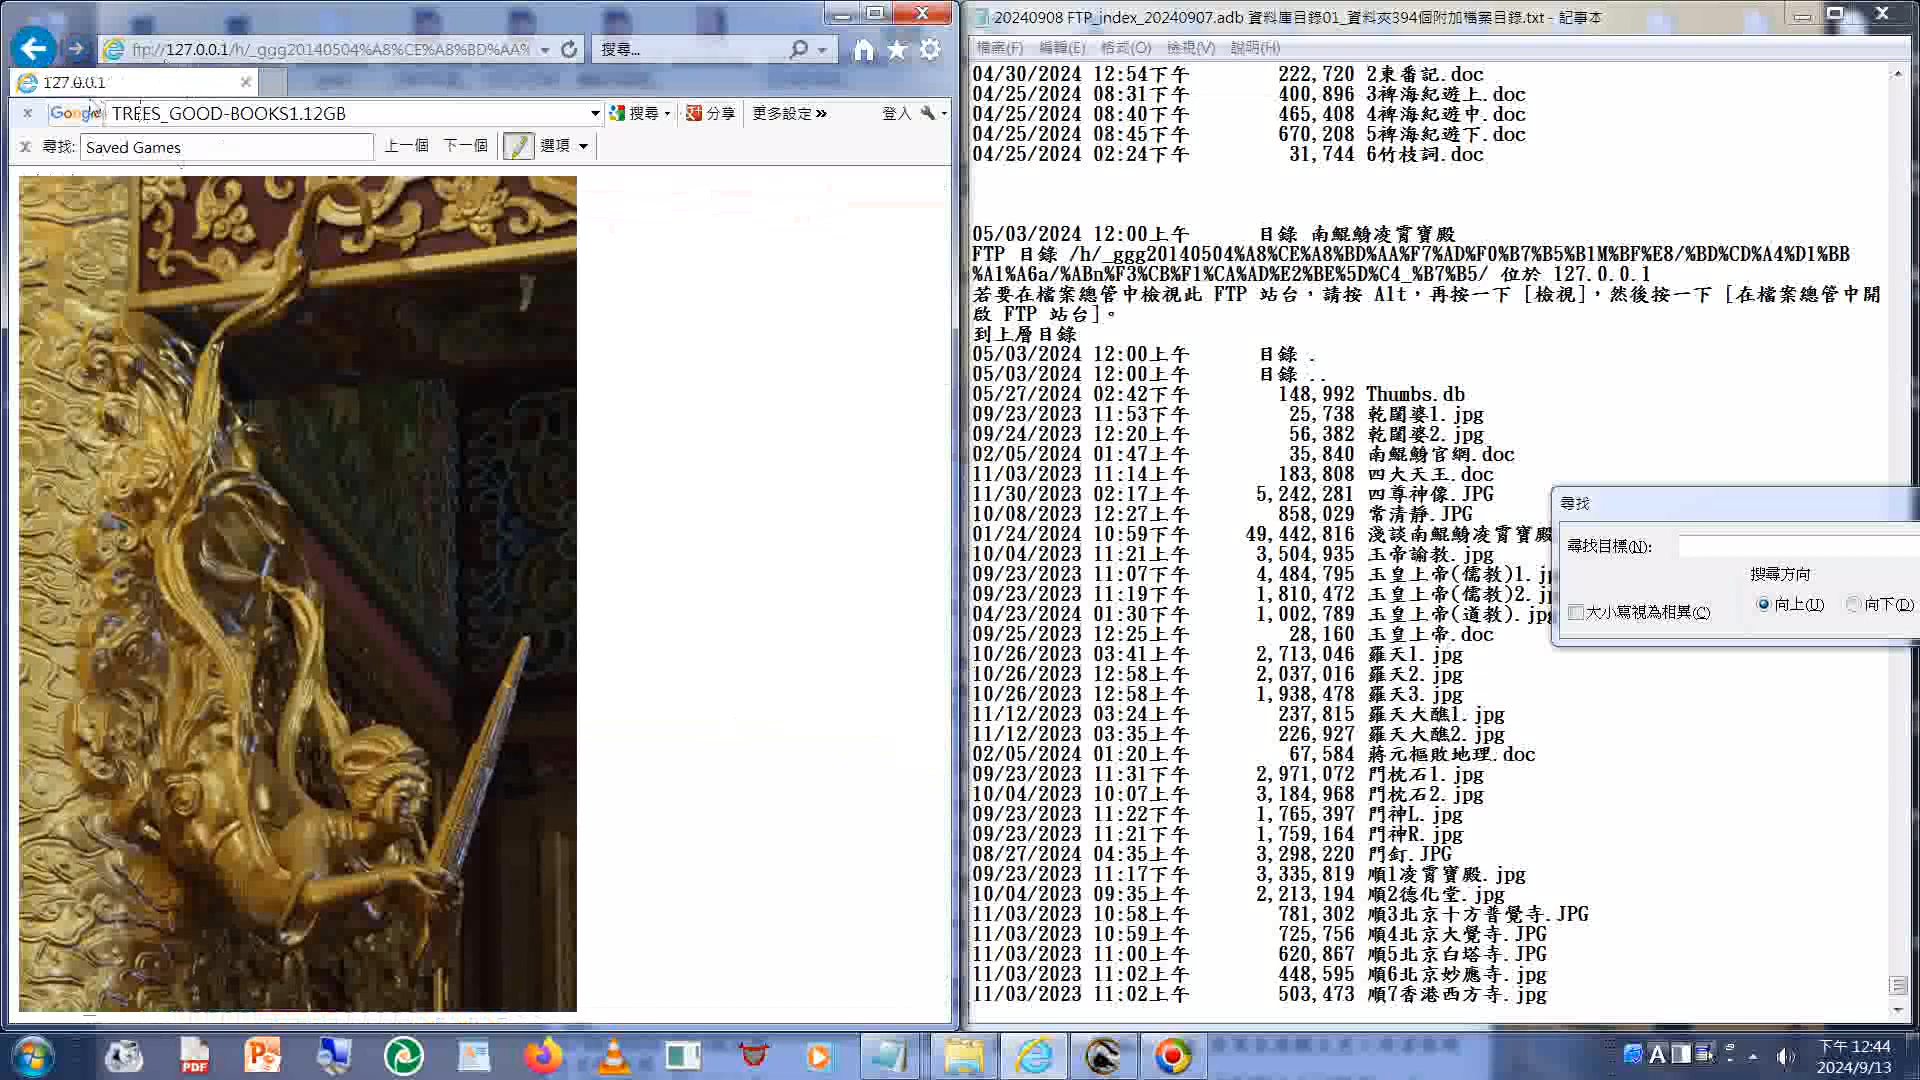 ftp://127.0.0.1/h/_ggg20140504%A8%CE%A8%BD%AA%
搜尋...
127.0.0.1
Google
TREES_GOOD-BOOKS1.12GB
搜尋
分享
更多設定 »
登入
尋找: Saved Games
上一個
下一個
選項
20240908 FTP_index_20240907.adb 資料庫目錄01_資料夾394個附加檔案目錄.txt - 記事本
檔案(F) 編輯(E) 格式(O) 檢視(V) 說明(H)
04/30/2024 12:54下午 222,720 2東番記.doc
04/25/2024 08:31下午 400,896 3裨海紀遊上.doc
04/25/2024 08:40下午 465,408 4裨海紀遊中.doc
04/25/2024 08:45下午 670,208 5裨海紀遊下.doc
04/25/2024 02:24下午 31,744 6竹枝詞.doc
05/03/2024 12:00上午 目錄 南鯤鯓凌霄寶殿
FTP 目錄 /h/_ggg20140504%A8%CE%A8%BD%AA%F7%AD%F0%B7%B5%B1M%BF%E8/%BD%CD%A4%D1%BB
%A1%A6a/%ABn%F3%CB%F1%CA%AD%E2%BE%5D%C4_%B7%B5/ 位於 127.0.0.1
若要在檔案總管中檢視此 FTP 站台，請按 Alt，再按一下 [檢視]，然後按一下 [在檔案總管中開
啟 FTP 站台]。
到上層目錄
05/03/2024 12:00上午 目錄 .
05/03/2024 12:00上午 目錄 ..
05/27/2024 02:42下午 148,992 Thumbs.db
09/23/2023 11:53下午 25,738 乾闥婆1.jpg
09/24/2023 12:20上午 56,382 乾闥婆2.jpg
02/05/2024 01:47上午 35,840 南鯤鯓官網.doc
11/03/2023 11:14上午 183,808 四大天王.doc
11/30/2023 02:17上午 5,242,281 四尊神像.JPG
10/08/2023 12:27上午 858,029 常清靜.JPG
01/24/2024 10:59下午 49,442,816 淺談南鯤鯓凌霄寶殿
10/04/2023 11:21上午 3,504,935 玉帝諭教.jpg
09/23/2023 11:07下午 4,484,795 玉皇上帝(儒教)1.jp
09/23/2023 11:19下午 1,810,472 玉皇上帝(儒教)2.jp
04/23/2024 01:30下午 1,002,789 玉皇上帝(道教).jpg
09/25/2023 12:25上午 28,160 玉皇上帝.doc
10/26/2023 03:41上午 2,713,046 羅天1.jpg
10/26/2023 12:58上午 2,037,016 羅天2.jpg
10/26/2023 12:58上午 1,938,478 羅天3.jpg
11/12/2023 03:24上午 237,815 羅天大醮1.jpg
11/12/2023 03:35上午 226,927 羅天大醮2.jpg
02/05/2024 01:20上午 67,584 蔣元樞敗地理.doc
09/23/2023 11:31下午 2,971,072 門枕石1.jpg
10/04/2023 10:07上午 3,184,968 門枕石2.jpg
09/23/2023 11:22下午 1,765,397 門神L.jpg
09/23/2023 11:21下午 1,759,164 門神R.jpg
08/27/2024 04:35上午 3,298,220 門釘.JPG
09/23/2023 11:17下午 3,335,819 順1凌霄寶殿.jpg
10/04/2023 09:35上午 2,213,194 順2德化堂.jpg
11/03/2023 10:58上午 781,302 順3北京十方普覺寺.JPG
11/03/2023 10:59上午 725,756 順4北京大覺寺.JPG
11/03/2023 11:00上午 620,867 順5北京白塔寺.JPG
11/03/2023 11:02上午 448,595 順6北京妙應寺.jpg
11/03/2023 11:02上午 503,473 順7香港西方寺.jpg
尋找
尋找目標(N):
搜尋方向
大小寫視為相異(C)
向上(U)
向下(D)
PDF
A
下午 12:44
2024/9/13